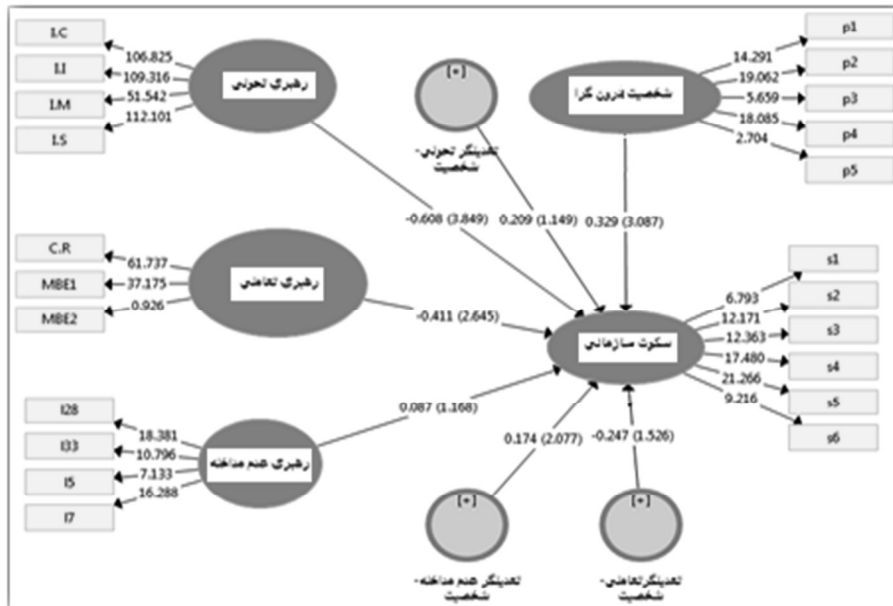 I.C
I.I
I.M
I.S
106.825
109.316
51.542
112.101
رهبری تحولی
[+]
تعدیلگر تحولی-
شخصیت
شخصیت درون گرا
14.291
19.062
5.659
18.085
2.704
p1
p2
p3
p4
p5
-0.608 (3.849)
0.209 (1.149)
0.329 (3.087)
C.R
MBE1
MBE2
61.737
37.175
0.926
رهبری تعاملی
-0.411 (2.645)
سکوت سازمانی
6.793
12.171
12.363
17.480
21.266
9.216
s1
s2
s3
s4
s5
s6
I28
I33
I5
I7
18.381
10.796
7.133
16.288
رهبری عدم مداخله
0.087 (1.168)
0.174 (2.077)
-0.247 (1.526)
[+]
تعدیلگر عدم مداخله-
شخصیت
[+]
تعدیلگرتعاملی-
شخصیت